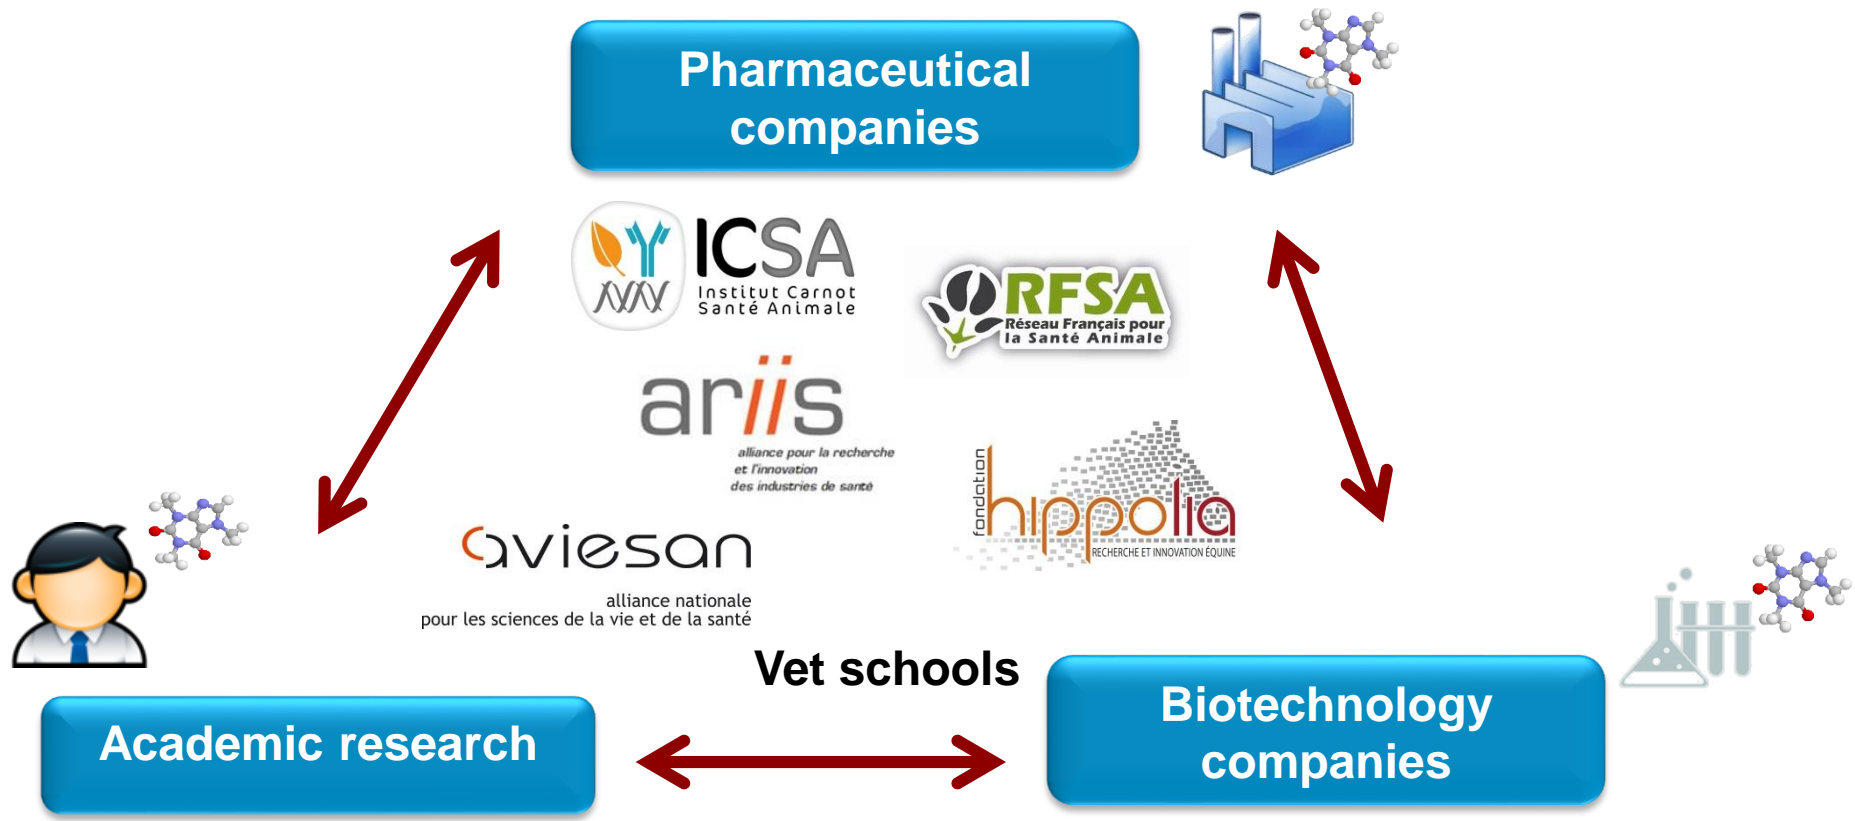 Pharmaceutical
companies
ICSA
Institut Carnot
Santé Animale
RFSA
Réseau Français pour
la Santé Animale
ariis
alliance pour la recherche
et l'innovation
des industries de santé
fondation
hippolia
RECHERCHE ET INNOVATION ÉQUINE
aviesan
alliance nationale
pour les sciences de la vie et de la santé
Vet schools
Academic research
Biotechnology
companies